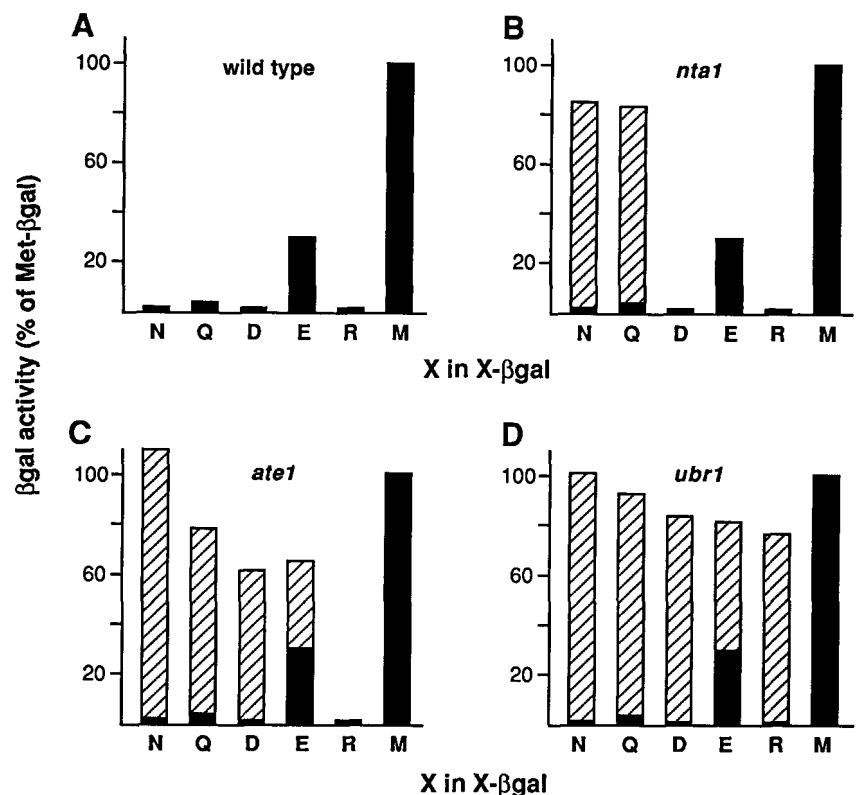 A
wild type
100
60
20
N Q D E R M
B
nta1
100
60
20
N Q D E R M
X in X-βgal
βgal activity (% of Met-βgal)
C
ate1
100
60
20
N Q D E R M
D
ubr1
100
60
20
N Q D E R M
X in X-βgal